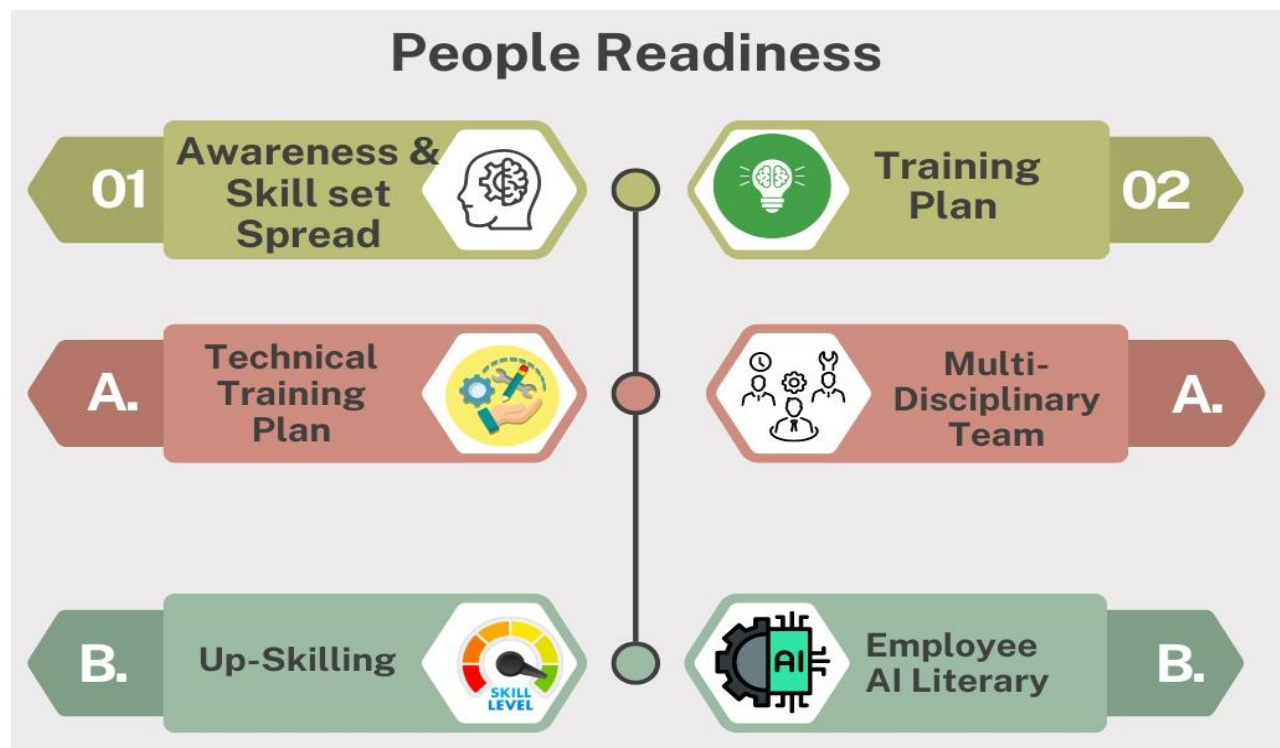 People Readiness
01
Awareness &
Skill set
Spread
Training
Plan
02
A.
Technical
Training
Plan
Multi-
Disciplinary
Team
A.
B.
Up-Skilling
SKILL
LEVEL
AI
Employee
AI Literary
B.